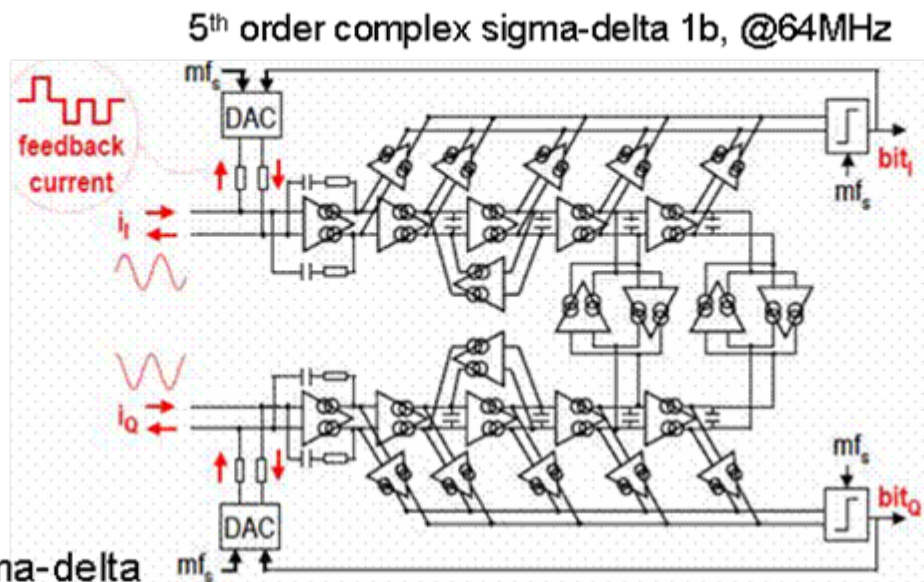 5th order complex sigma-delta 1b, @64MHz
mfs
DAC
feedback
current
bitI
mfs
iI
iQ
mfs
bitQ
DAC
mfs
ma-delta